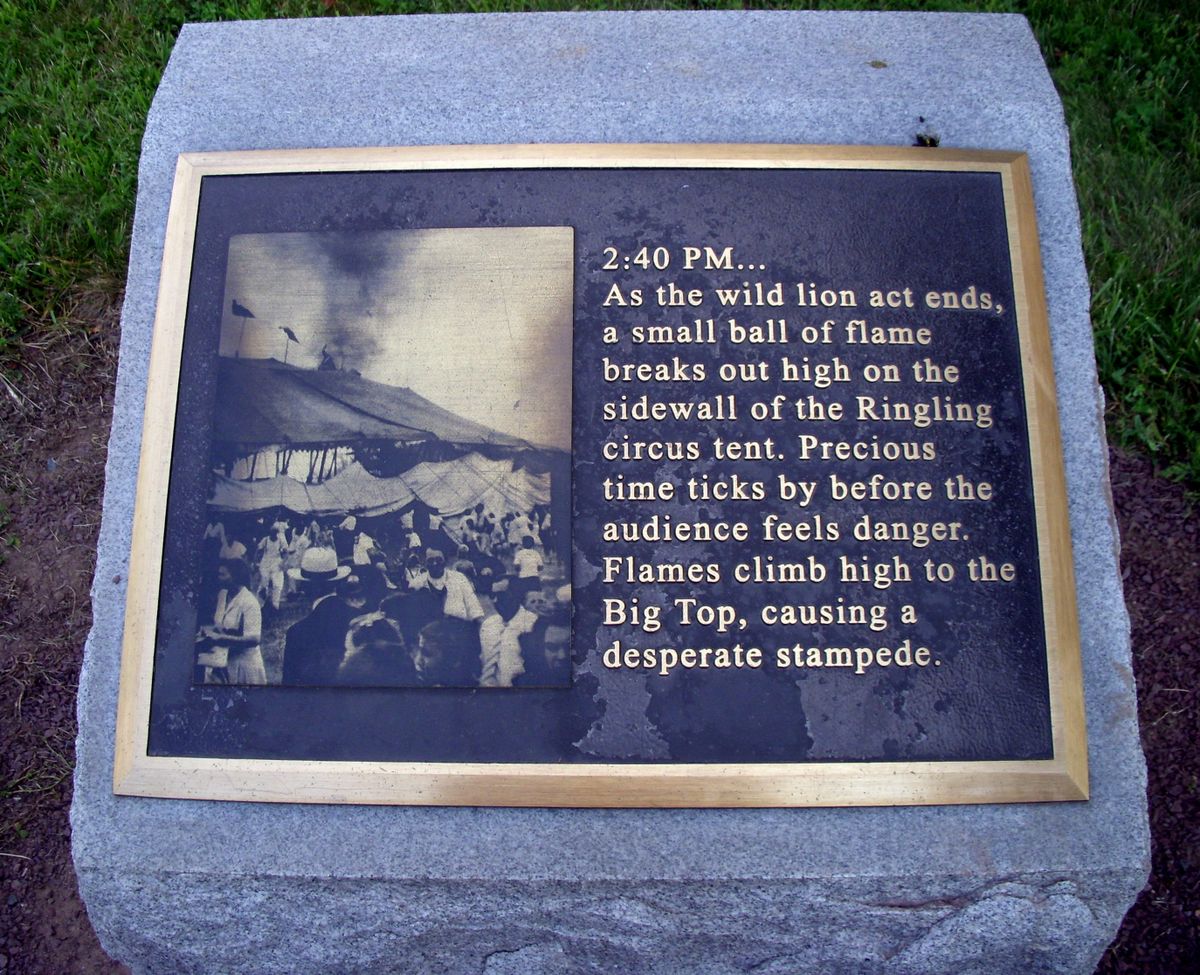 2:40 PM...
As the wild lion act ends,
a small ball of flame
breaks out high on the
sidewall of the Ringling
circus tent. Precious
time ticks by before the
audience feels danger.
Flames climb high to the
Big Top, causing a
desperate stampede.